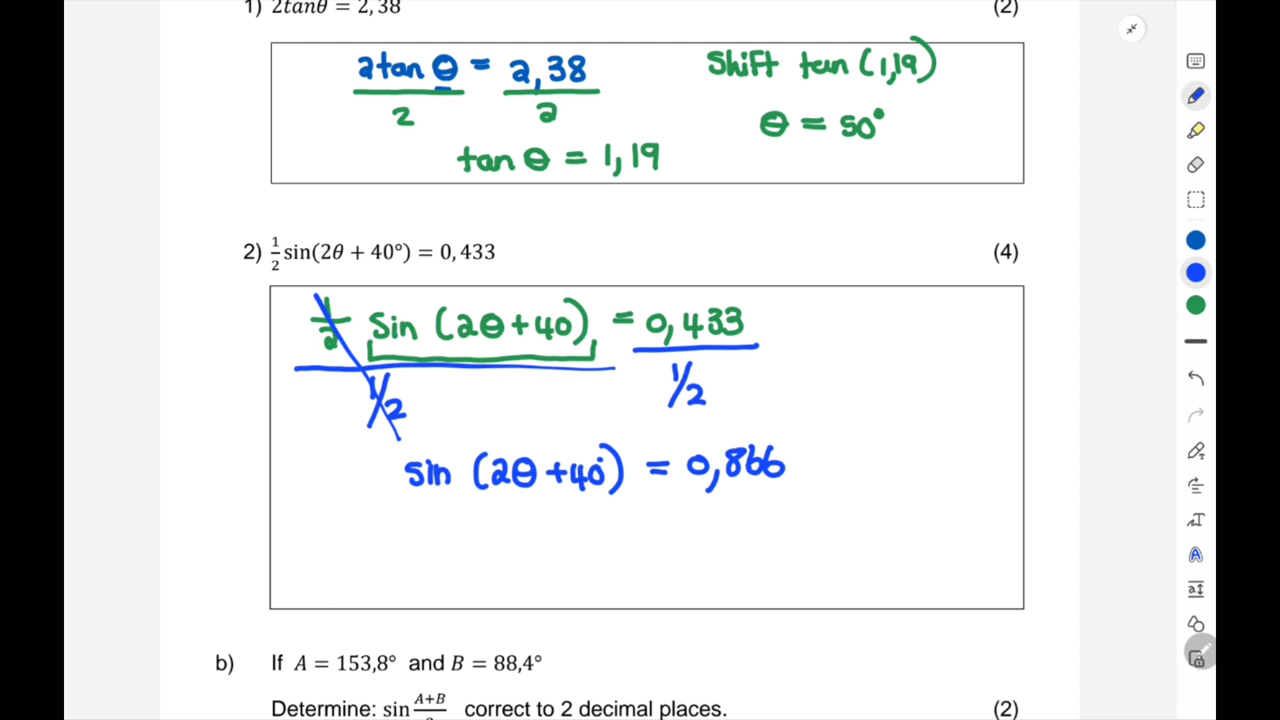 1) 2tanθ = 2,38 (2)
2tan θ = 2,38 shift tan (1,19)
2 2
θ = 50°
tan θ = 1,19
2) 1/2 sin(2θ + 40°) = 0,433 (4)
1/2 sin (2θ+40) = 0,433
1/2 1/2
sin (2θ+40°) = 0,866
b) If A = 153,8° and B = 88,4°
Determine: sin A+B correct to 2 decimal places. (2)